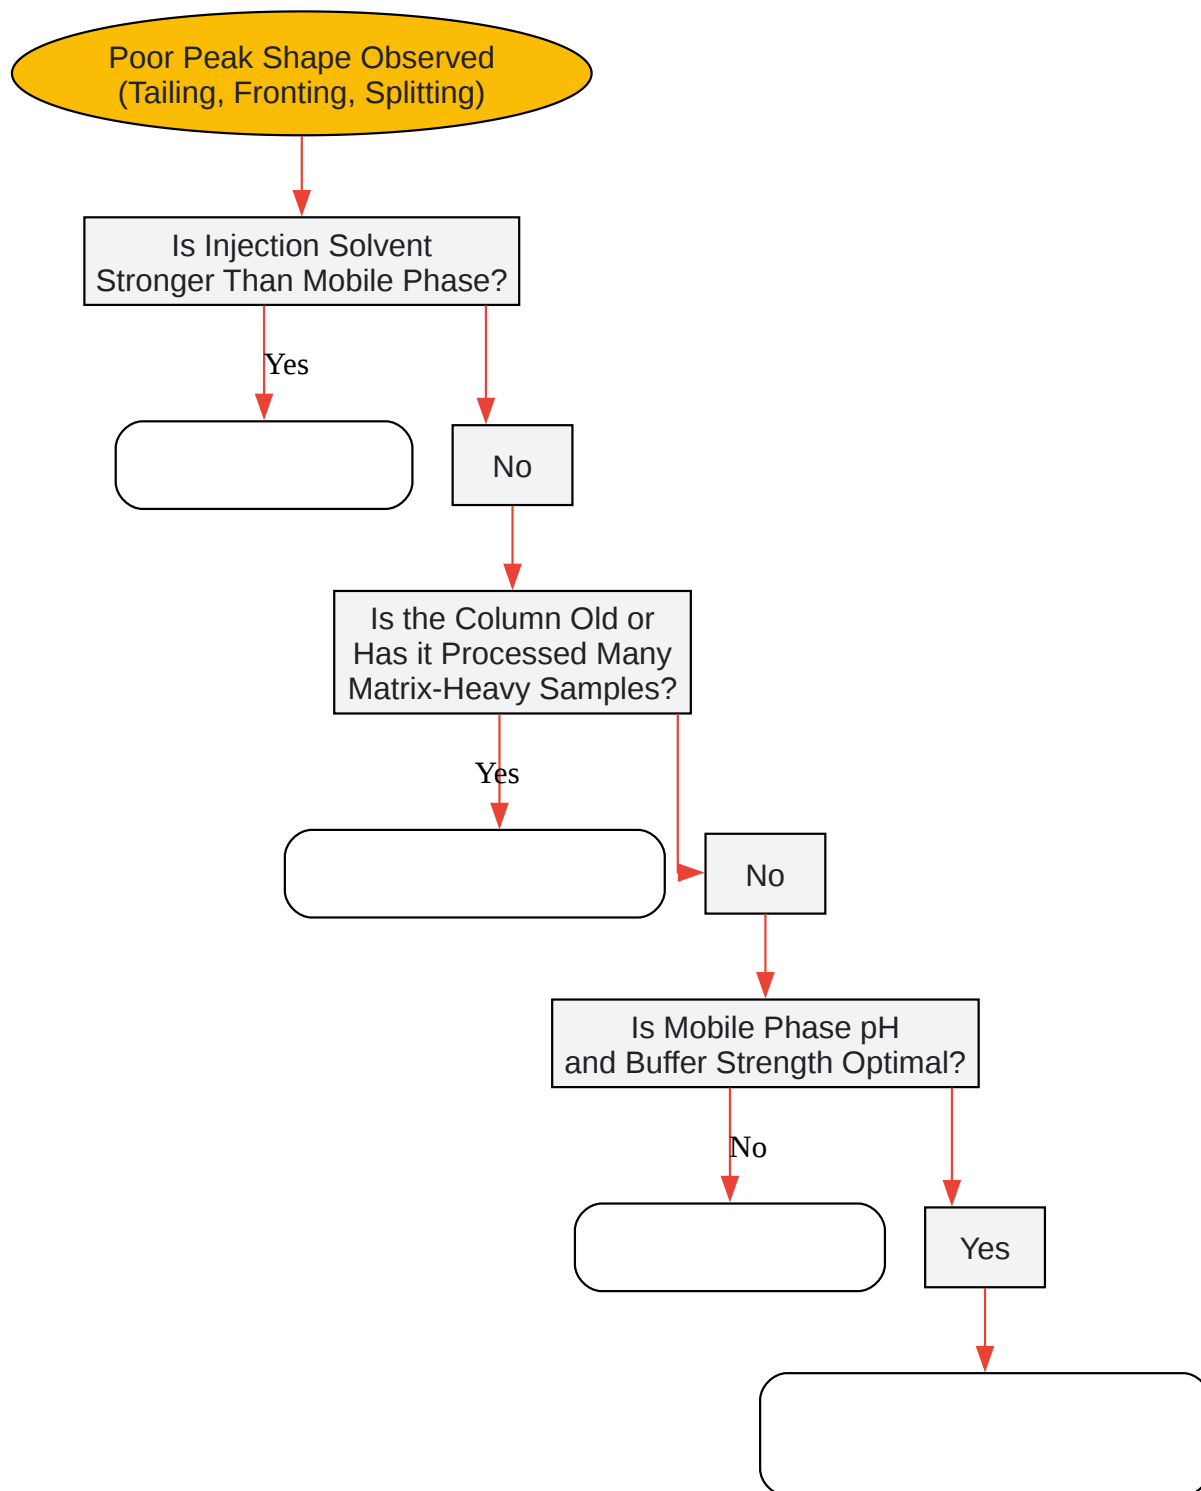 Poor Peak Shape Observed
(Tailing, Fronting, Splitting)
Is Injection Solvent
Stronger Than Mobile Phase?
Yes
No
Is the Column Old or
Has it Processed Many
Matrix-Heavy Samples?
Yes
No
Is Mobile Phase pH
and Buffer Strength Optimal?
No
Yes